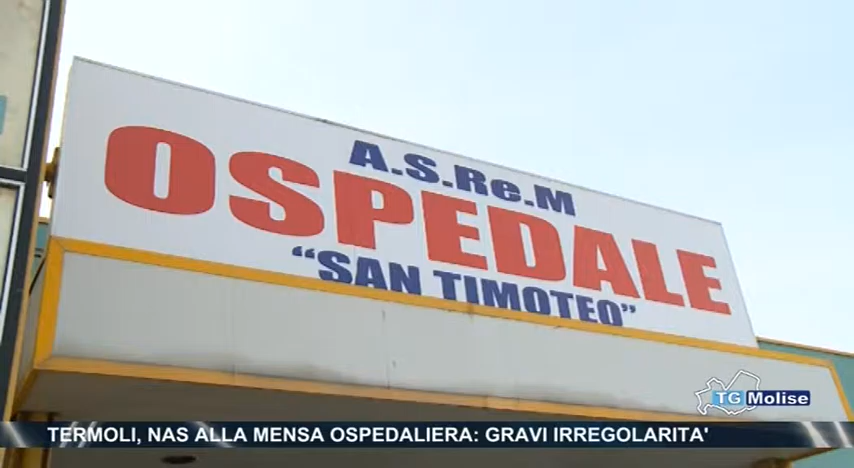 A.S.Re.M
OSPEDALE
“SAN TIMOTEO”
TG Molise
TERMOLI, NAS ALLA MENSA OSPEDALIERA: GRAVI IRREGOLARITA'